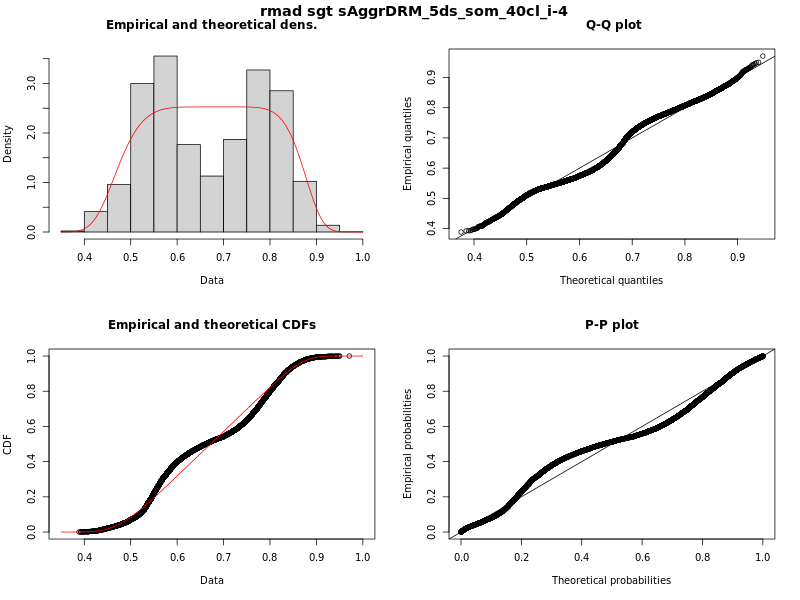 rmad sgt sAggrDRM_5ds_som_40cl_i-4
Empirical and theoretical dens.
Density
0.0 1.0 2.0 3.0
0.4 0.5 0.6 0.7 0.8 0.9 1.0
Data
Q-Q plot
Empirical quantiles
0.4 0.5 0.6 0.7 0.8 0.9
0.4 0.5 0.6 0.7 0.8 0.9
Theoretical quantiles
Empirical and theoretical CDFs
CDF
0.0 0.2 0.4 0.6 0.8 1.0
0.4 0.5 0.6 0.7 0.8 0.9 1.0
Data
P-P plot
Empirical probabilities
0.0 0.2 0.4 0.6 0.8 1.0
0.0 0.2 0.4 0.6 0.8 1.0
Theoretical probabilities